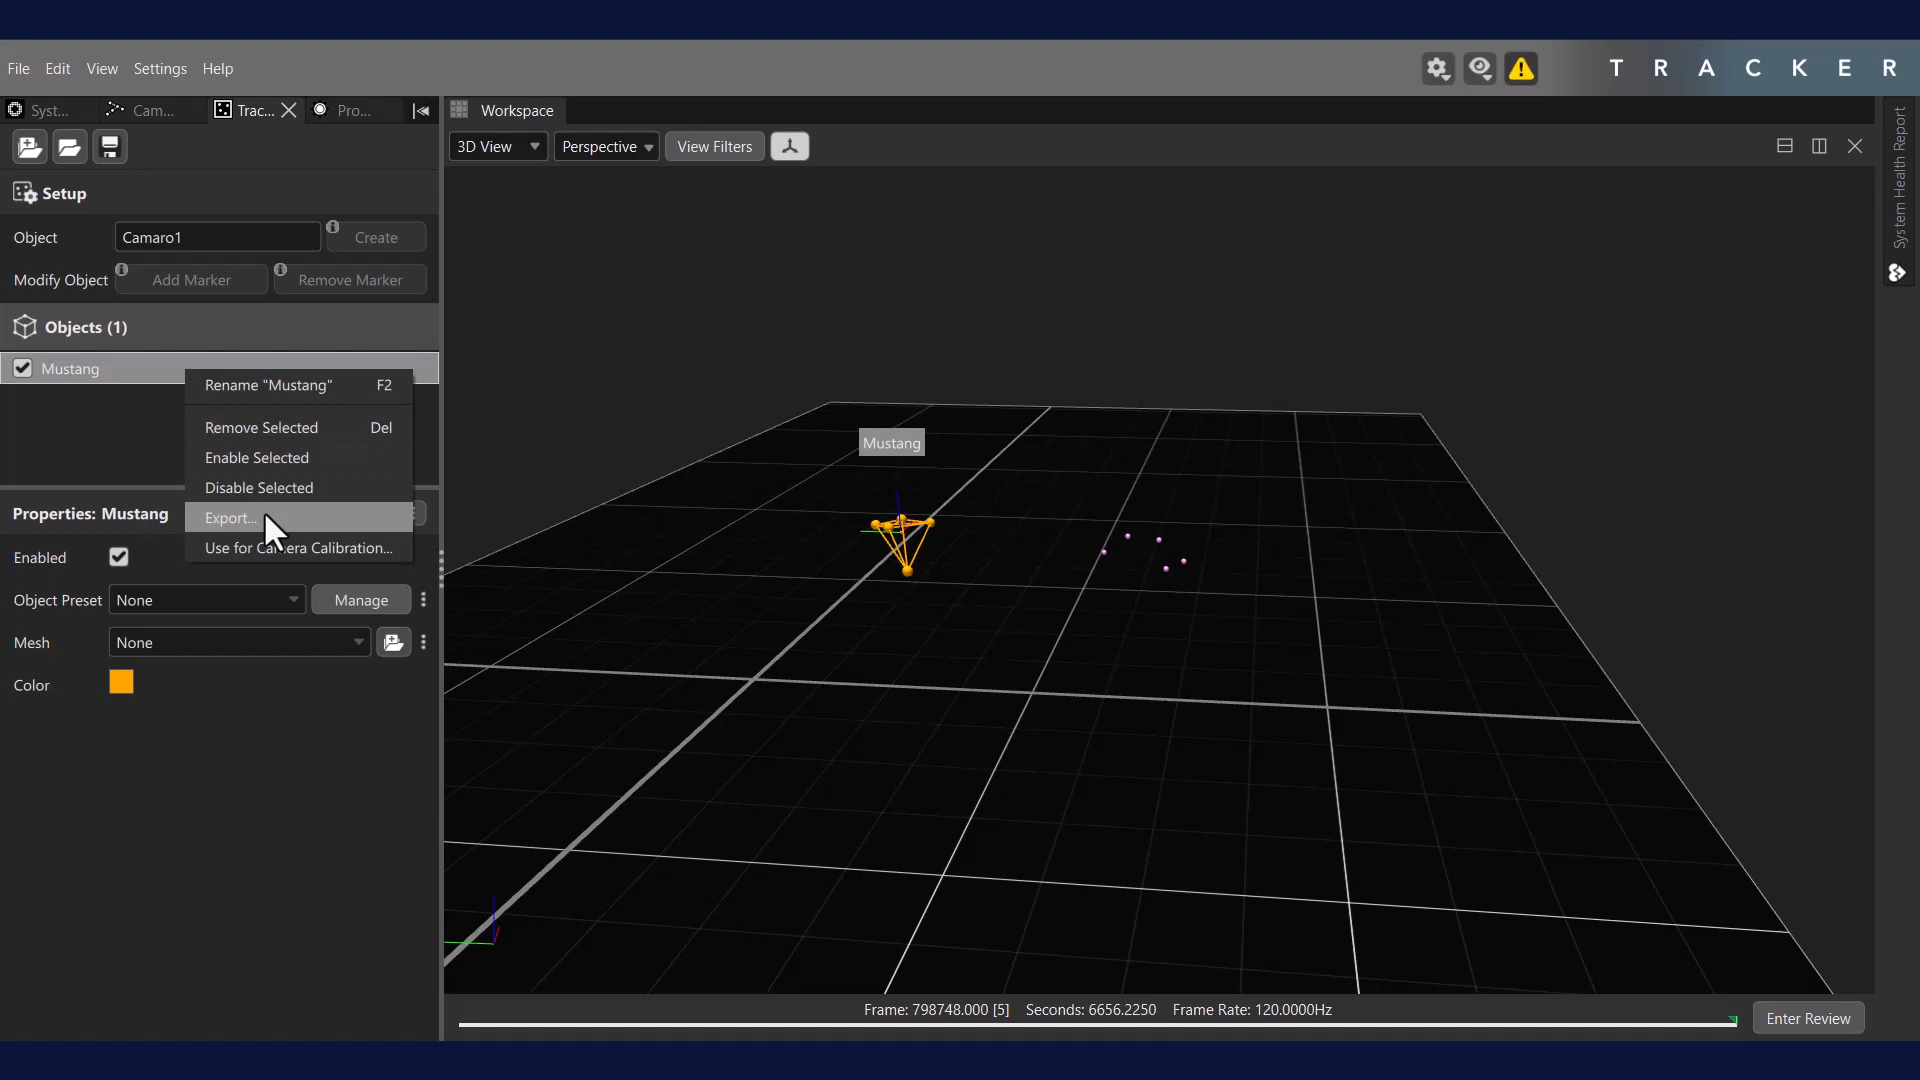 File Edit View Settings Help
T R A C K E R
Syst... Cam... Trac... Pro...
Workspace
3D View Perspective View Filters
System Health Report
Setup
Object Camaro1 Create
Modify Object Add Marker Remove Marker
Objects (1)
Mustang
Rename "Mustang" F2
Remove Selected Del
Enable Selected
Disable Selected
Export...
Use for Camera Calibration...
Properties: Mustang
Enabled
Object Preset None Manage
Mesh None
Color
Mustang
Frame: 798748.000 [5] Seconds: 6656.2250 Frame Rate: 120.0000Hz
Enter Review